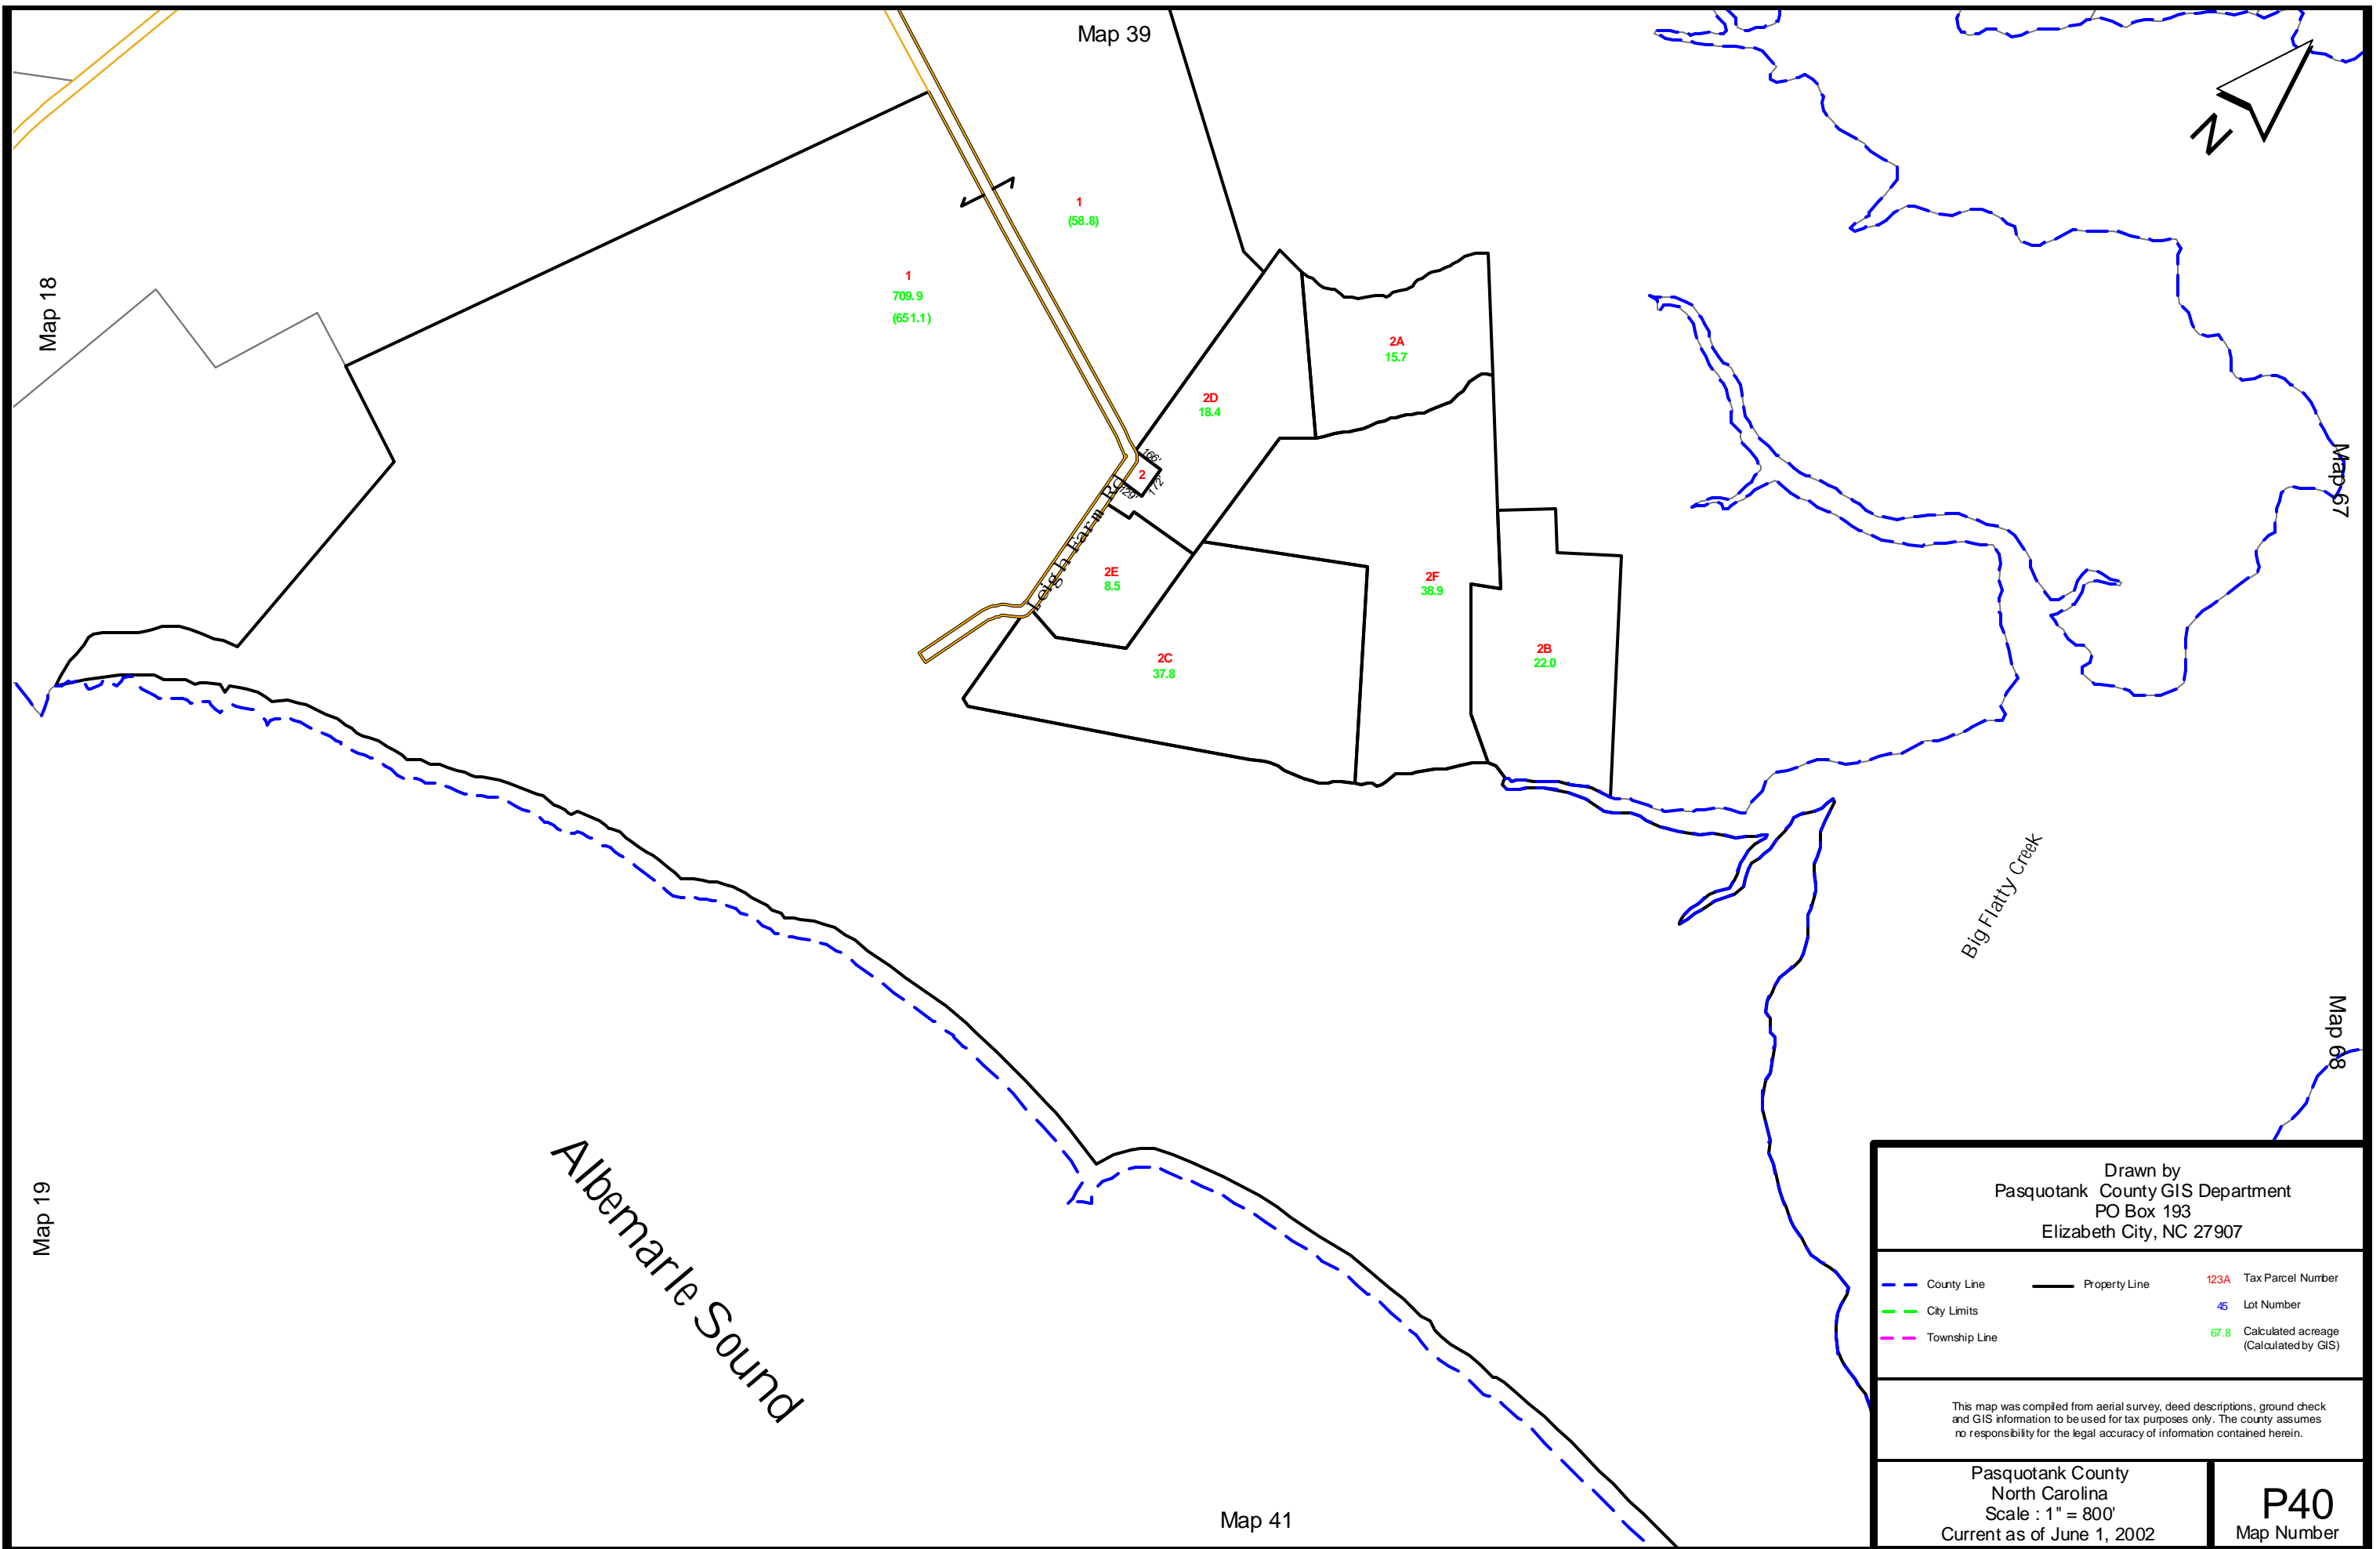 Map 39
N
Map 18
1
(58.8)
1
709.9
(651.1)
2A
15.7
2D
18.4
166'
2
172'
129'
Leigh Farm Rd
Map 67
2E
8.5
2F
38.9
2C
37.8
2B
22.0
Big Flatty Creek
Map 68
Map 19
Albemarle Sound
Map 41
Drawn by
Pasquotank County GIS Department
PO Box 193
Elizabeth City, NC 27907
County Line
Property Line
123A Tax Parcel Number
City Limits
45 Lot Number
Township Line
67.8 Calculated acreage
(Calculated by GIS)
This map was compiled from aerial survey, deed descriptions, ground check
and GIS information to be used for tax purposes only. The county assumes
no responsibility for the legal accuracy of information contained herein.
Pasquotank County
North Carolina
Scale : 1" = 800'
Current as of June 1, 2002
P40
Map Number